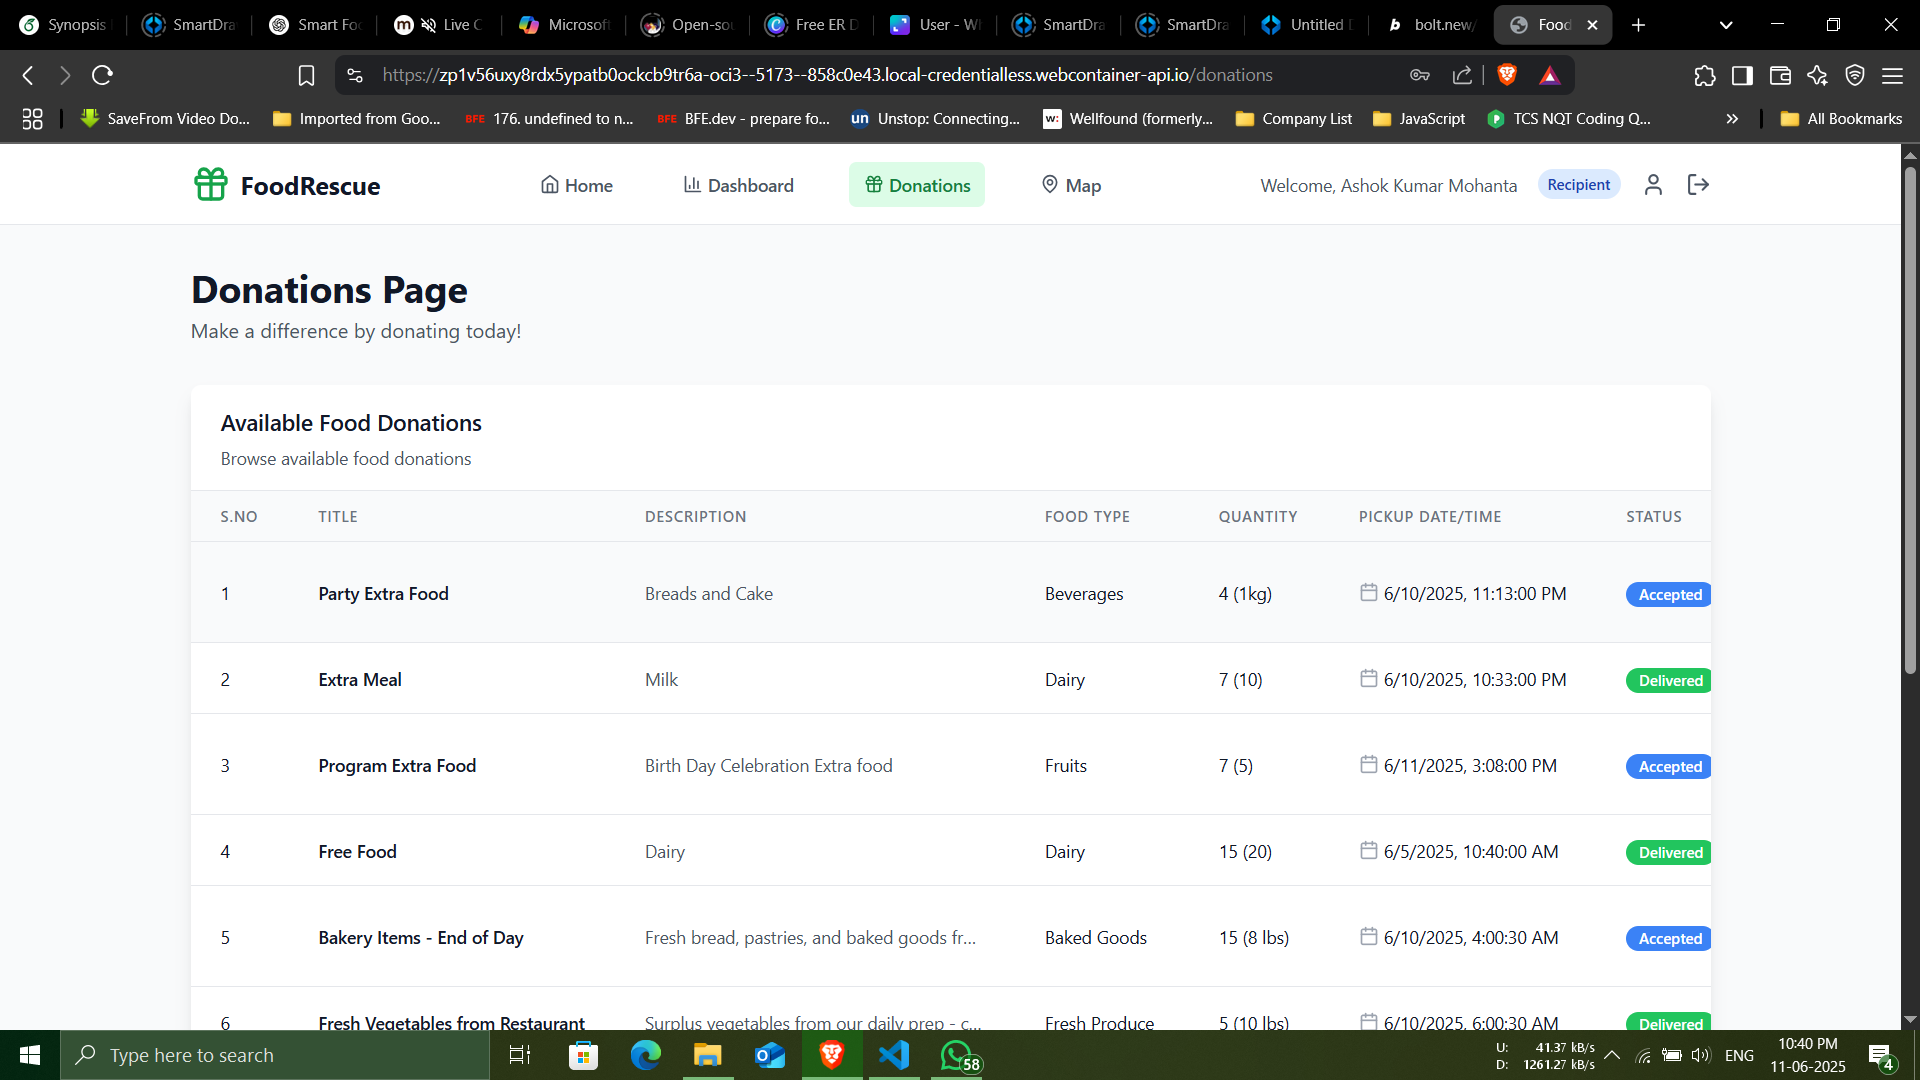 Synopsis
SmartDra
Smart Foo
Live C
Microsoft
Open-sou
Free ER D
User - Wh
SmartDra
SmartDra
Untitled D
bolt.new/
Food
https://zp1v56uxy8rdx5ypatb0ockcb9tr6a-oci3--5173--858c0e43.local-credentialless.webcontainer-api.io/donations
SaveFrom Video Do...
Imported from Goo...
BFE 176. undefined to n...
BFE BFE.dev - prepare fo...
un Unstop: Connecting...
w: Wellfound (formerly...
Company List
JavaScript
TCS NQT Coding Q...
All Bookmarks
FoodRescue
Home
Dashboard
Donations
Map
Welcome, Ashok Kumar Mohanta
Recipient
Donations Page
Make a difference by donating today!
Available Food Donations
Browse available food donations
S.NO TITLE DESCRIPTION FOOD TYPE QUANTITY PICKUP DATE/TIME STATUS
1 Party Extra Food Breads and Cake Beverages 4 (1kg) 6/10/2025, 11:13:00 PM Accepted
2 Extra Meal Milk Dairy 7 (10) 6/10/2025, 10:33:00 PM Delivered
3 Program Extra Food Birth Day Celebration Extra food Fruits 7 (5) 6/11/2025, 3:08:00 PM Accepted
4 Free Food Dairy Dairy 15 (20) 6/5/2025, 10:40:00 AM Delivered
5 Bakery Items - End of Day Fresh bread, pastries, and baked goods fr... Baked Goods 15 (8 lbs) 6/10/2025, 4:00:30 AM Accepted
6 Fresh Vegetables from Restaurant Surplus vegetables from our daily prep - c... Fresh Produce 5 (10 lbs) 6/10/2025, 6:00:30 AM Delivered
Type here to search
58
U: 41.37 kB/s
D: 1261.27 kB/s
ENG
10:40 PM
11-06-2025
4